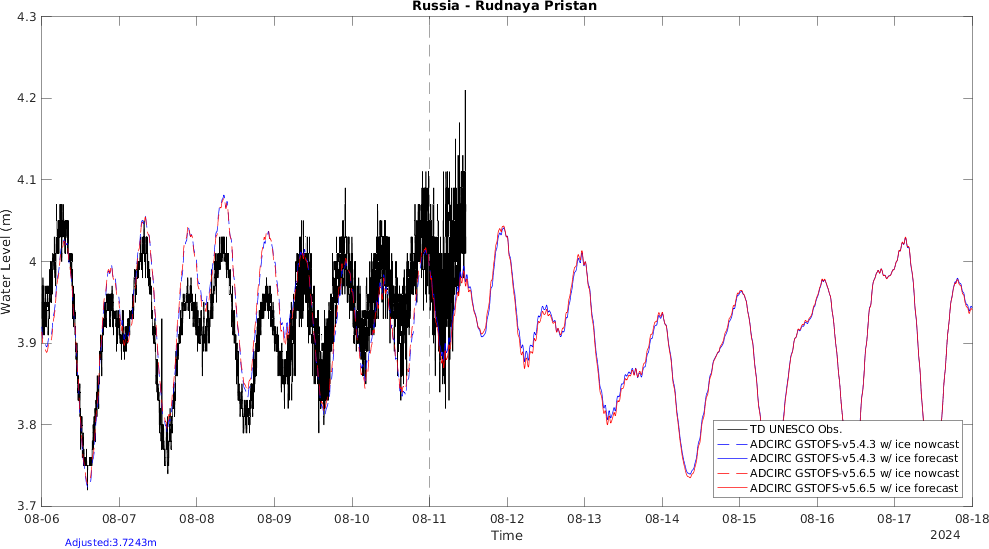 Russia - Rudnaya Pristan
4.3
4.2
4.1
4
3.9
3.8
3.7
Water Level (m)
TD UNESCO Obs.
ADCIRC GSTOFS-v5.4.3 w/ ice nowcast
ADCIRC GSTOFS-v5.4.3 w/ ice forecast
ADCIRC GSTOFS-v5.6.5 w/ ice nowcast
ADCIRC GSTOFS-v5.6.5 w/ ice forecast
08-06 08-07 08-08 08-09 08-10 08-11 08-12 08-13 08-14 08-15 08-16 08-17 08-18
Time
2024
Adjusted:3.7243m